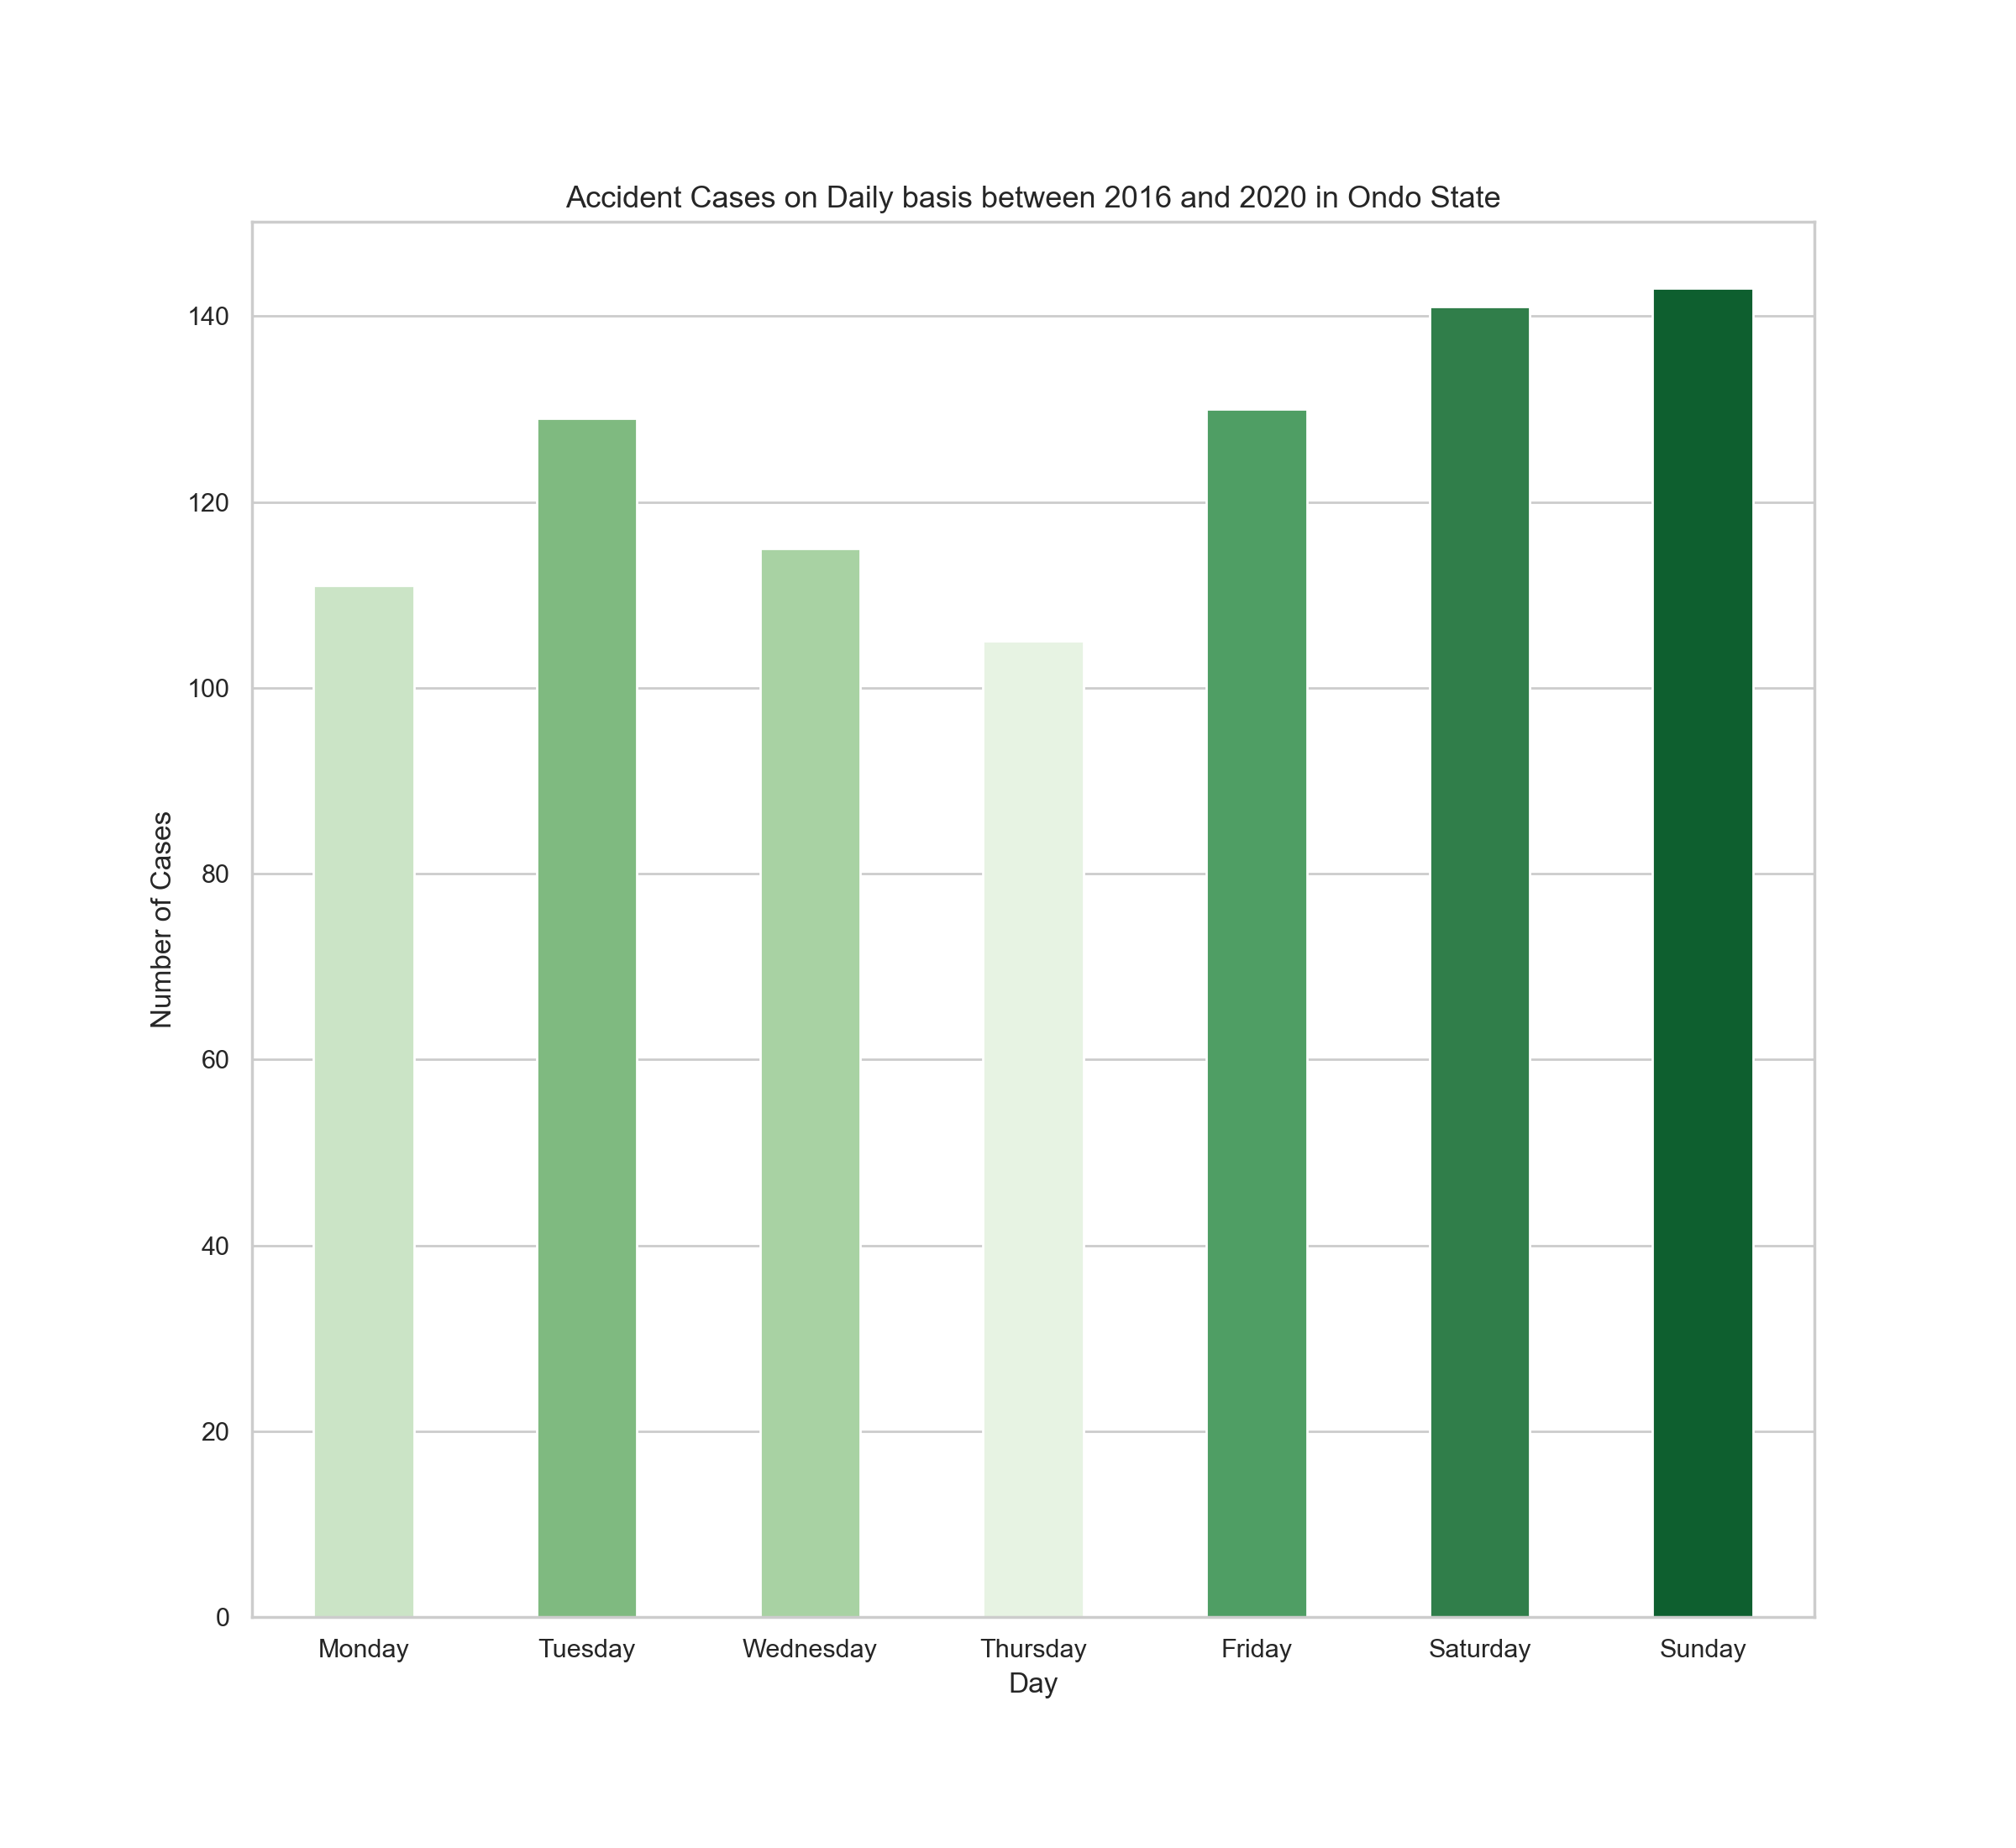 Accident Cases on Daily basis between 2016 and 2020 in Ondo State
Number of Cases
140
120
100
80
60
40
20
0
Monday Tuesday Wednesday Thursday Friday Saturday Sunday
Day